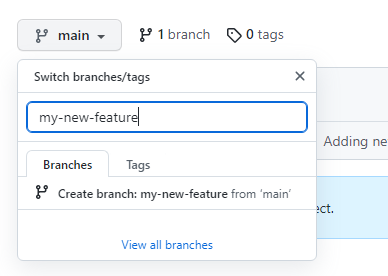 main 1 branch 0 tags
Switch branches/tags
my-new-feature
Adding ne
Branches Tags
Create branch: my-new-feature from 'main'
ect.
View all branches